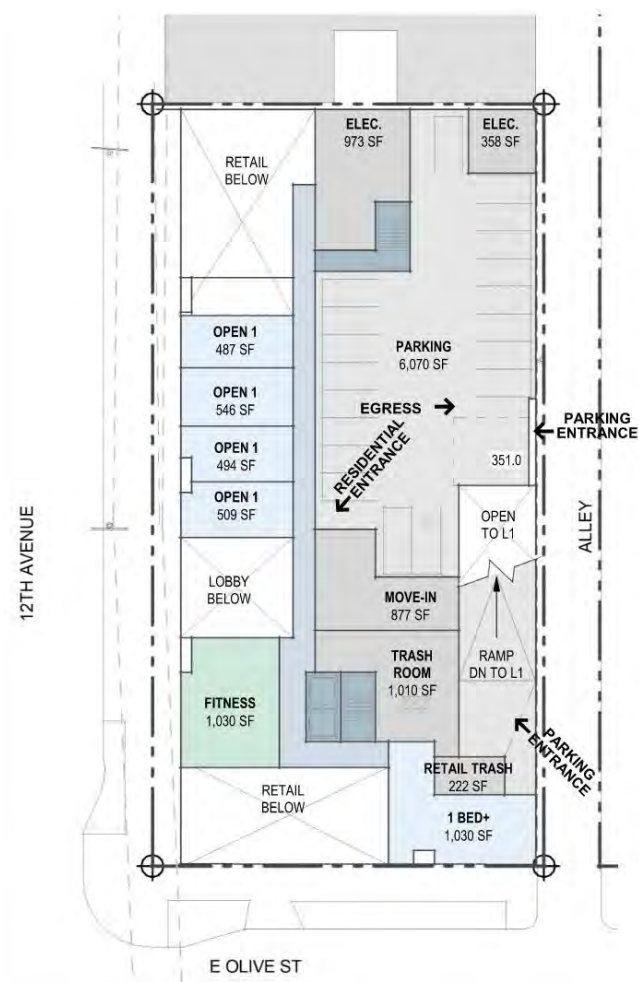 ELEC.
973 SF
ELEC.
358 SF
RETAIL
BELOW
OPEN 1
487 SF
PARKING
6,070 SF
OPEN 1
546 SF
EGRESS
PARKING
ENTRANCE
RESIDENTIAL
ENTRANCE
OPEN 1
494 SF
351.0
OPEN 1
509 SF
OPEN
TO L1
12TH AVENUE
ALLEY
LOBBY
BELOW
MOVE-IN
877 SF
TRASH
ROOM
1,010 SF
RAMP
DN TO L1
FITNESS
1,030 SF
PARKING
ENTRANCE
RETAIL TRASH
222 SF
RETAIL
BELOW
1 BED+
1,030 SF
E OLIVE ST